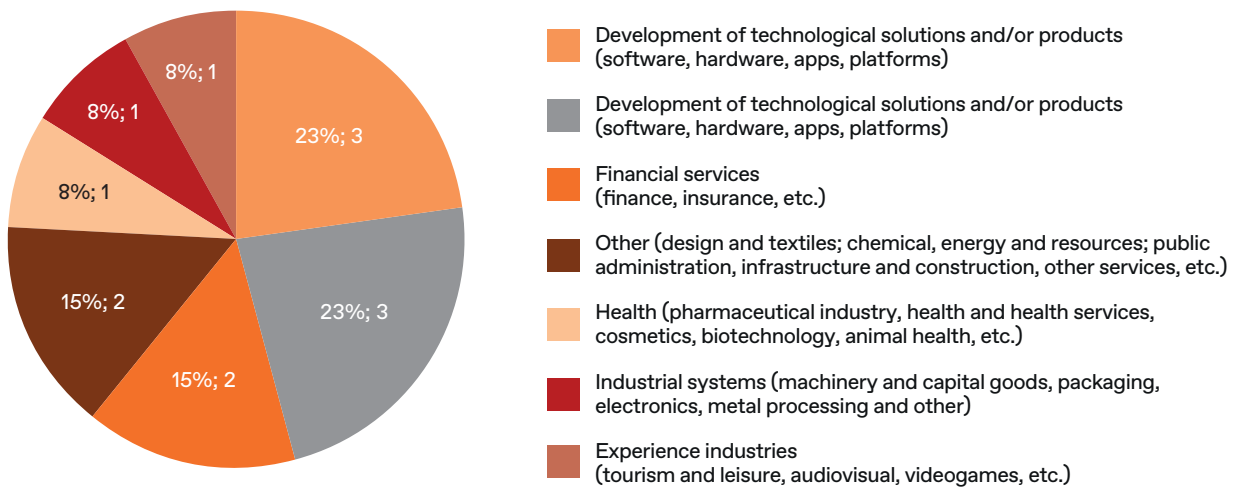 8%; 1
8%; 1
23%; 3
8%; 1
15%; 2
23%; 3
15%; 2
Development of technological solutions and/or products
(software, hardware, apps, platforms)
Development of technological solutions and/or products
(software, hardware, apps, platforms)
Financial services
(finance, insurance, etc.)
Other (design and textiles; chemical, energy and resources; public
administration, infrastructure and construction, other services, etc.)
Health (pharmaceutical industry, health and health services,
cosmetics, biotechnology, animal health, etc.)
Industrial systems (machinery and capital goods, packaging,
electronics, metal processing and other)
Experience industries
(tourism and leisure, audiovisual, videogames, etc.)